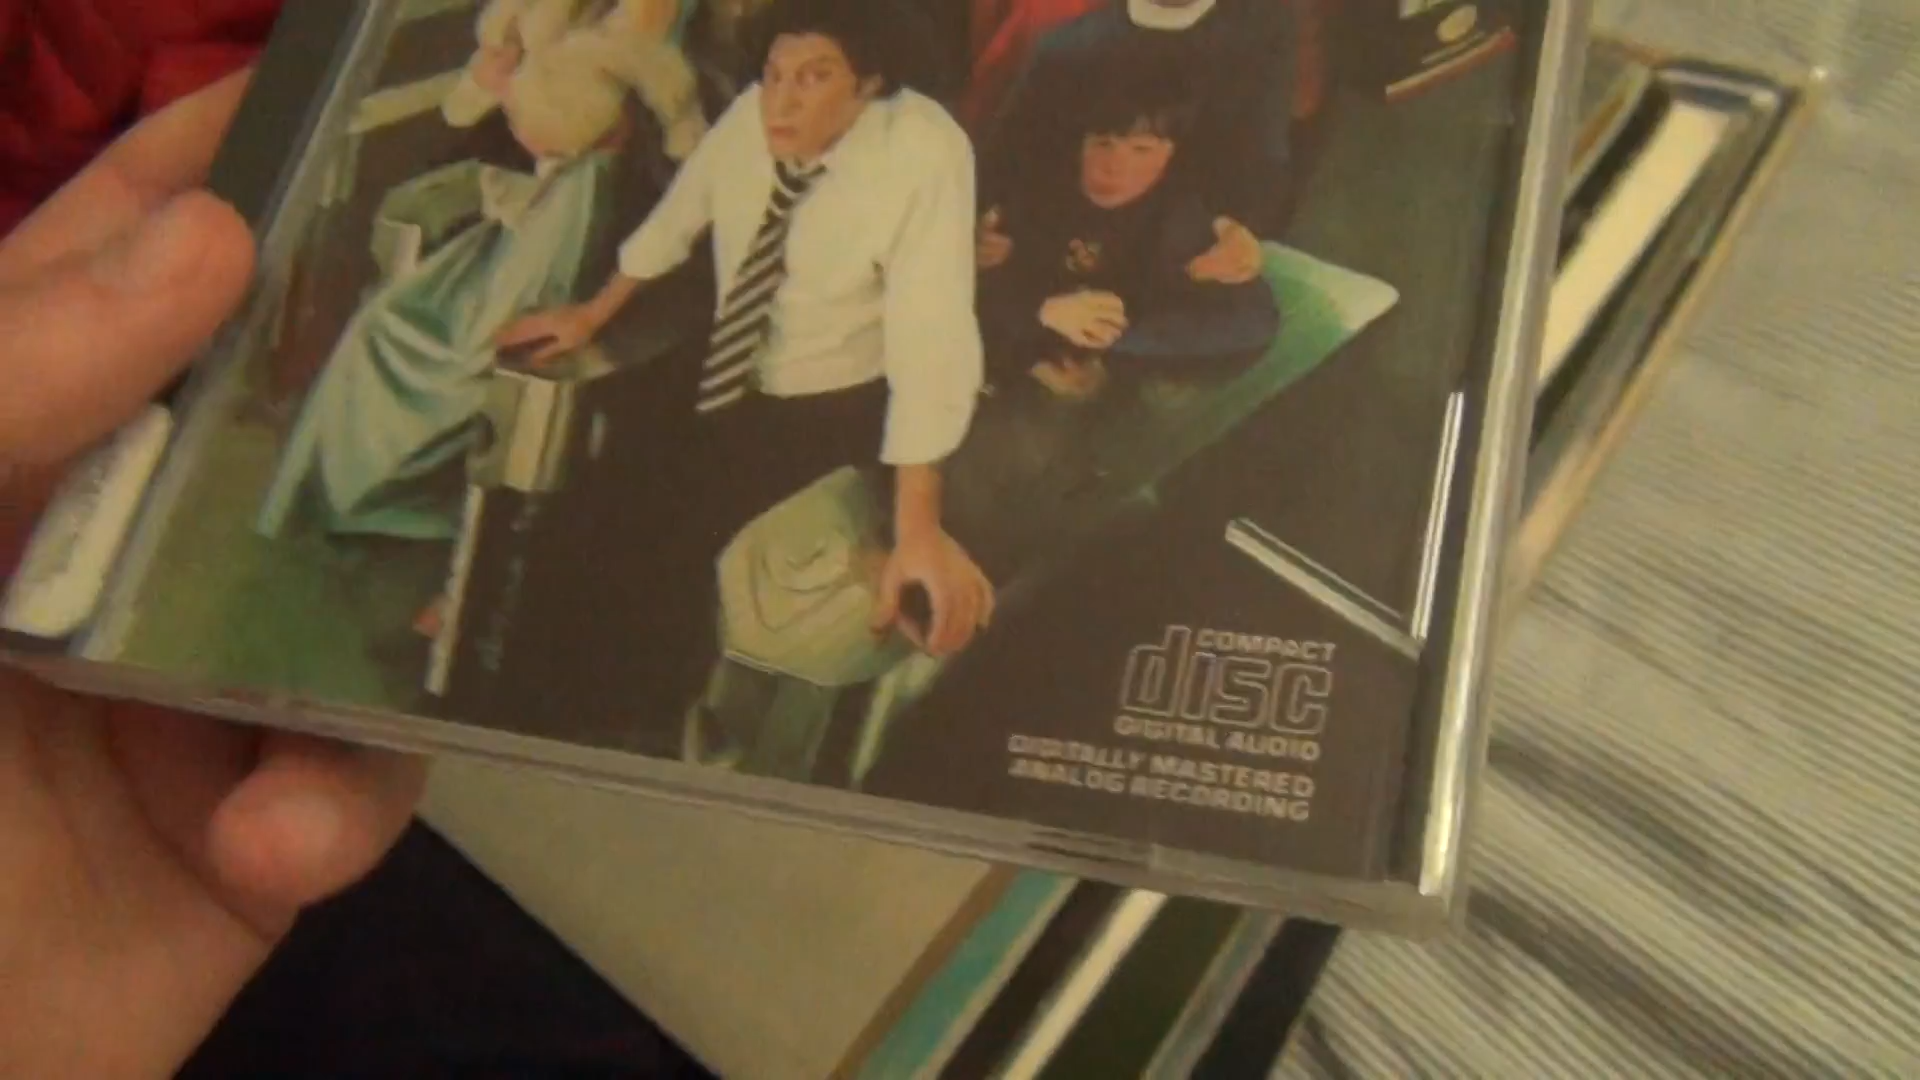 COMPACT
disc
DIGITAL AUDIO
DIGITALLY MASTERED
ANALOG RECORDING